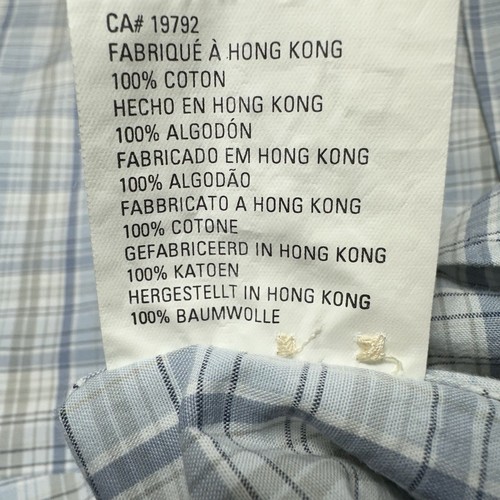 CA# 19792
FABRIQUÉ À HONG KONG
100% COTON
HECHO EN HONG KONG
100% ALGODÓN
FABRICADO EM HONG KONG
100% ALGODÃO
FABBRICATO A HONG KONG
100% COTONE
GEFABRICEERD IN HONG KONG
100% KATOEN
HERGESTELLT IN HONG KONG
100% BAUMWOLLE